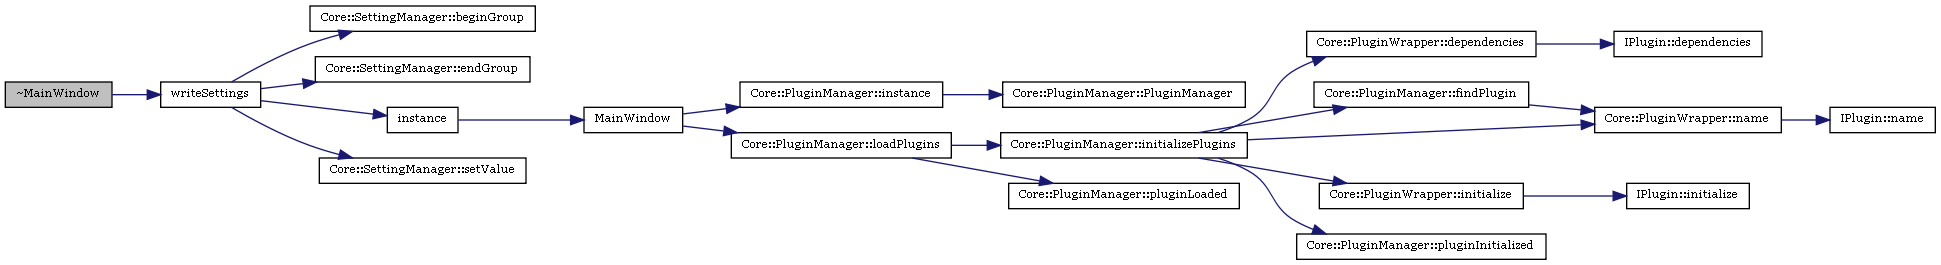 ~MainWindow
writeSettings
Core::SettingManager::beginGroup
Core::SettingManager::endGroup
instance
Core::SettingManager::setValue
MainWindow
Core::PluginManager::instance
Core::PluginManager::loadPlugins
Core::PluginManager::PluginManager
Core::PluginManager::initializePlugins
Core::PluginManager::pluginLoaded
Core::PluginWrapper::dependencies
Core::PluginManager::findPlugin
Core::PluginWrapper::initialize
Core::PluginManager::pluginInitialized
IPlugin::dependencies
Core::PluginWrapper::name
IPlugin::initialize
IPlugin::name